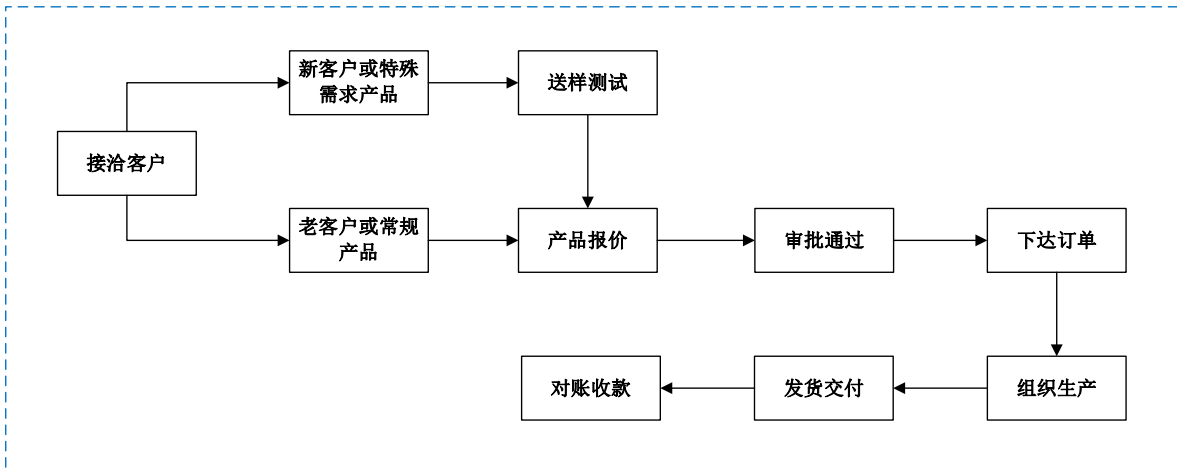 新客户或特殊
需求产品
送样测试
接洽客户
老客户或常规
产品
产品报价
审批通过
下达订单
对账收款
发货交付
组织生产